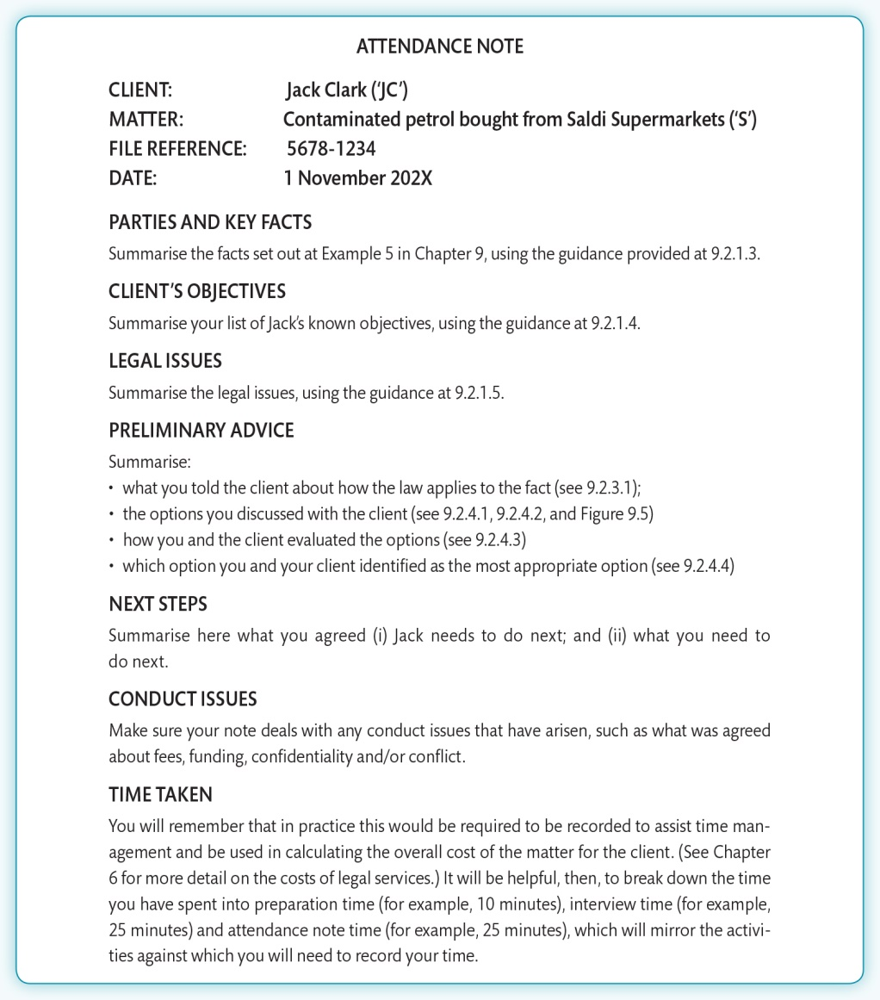 ATTENDANCE NOTE
CLIENT: Jack Clark (‘JC’)
MATTER: Contaminated petrol bought from Saldi Supermarkets (‘S’)
FILE REFERENCE: 5678-1234
DATE: 1 November 202X
PARTIES AND KEY FACTS
Summarise the facts set out at Example 5 in Chapter 9, using the guidance provided at 9.2.1.3.
CLIENT’S OBJECTIVES
Summarise your list of Jack’s known objectives, using the guidance at 9.2.1.4.
LEGAL ISSUES
Summarise the legal issues, using the guidance at 9.2.1.5.
PRELIMINARY ADVICE
Summarise:
• what you told the client about how the law applies to the fact (see 9.2.3.1);
• the options you discussed with the client (see 9.2.4.1, 9.2.4.2, and Figure 9.5)
• how you and the client evaluated the options (see 9.2.4.3)
• which option you and your client identified as the most appropriate option (see 9.2.4.4)
NEXT STEPS
Summarise here what you agreed (i) Jack needs to do next; and (ii) what you need to
do next.
CONDUCT ISSUES
Make sure your note deals with any conduct issues that have arisen, such as what was agreed
about fees, funding, confidentiality and/or conflict.
TIME TAKEN
You will remember that in practice this would be required to be recorded to assist time man-
agement and be used in calculating the overall cost of the matter for the client. (See Chapter
6 for more detail on the costs of legal services.) It will be helpful, then, to break down the time
you have spent into preparation time (for example, 10 minutes), interview time (for example,
25 minutes) and attendance note time (for example, 25 minutes), which will mirror the activi-
ties against which you will need to record your time.